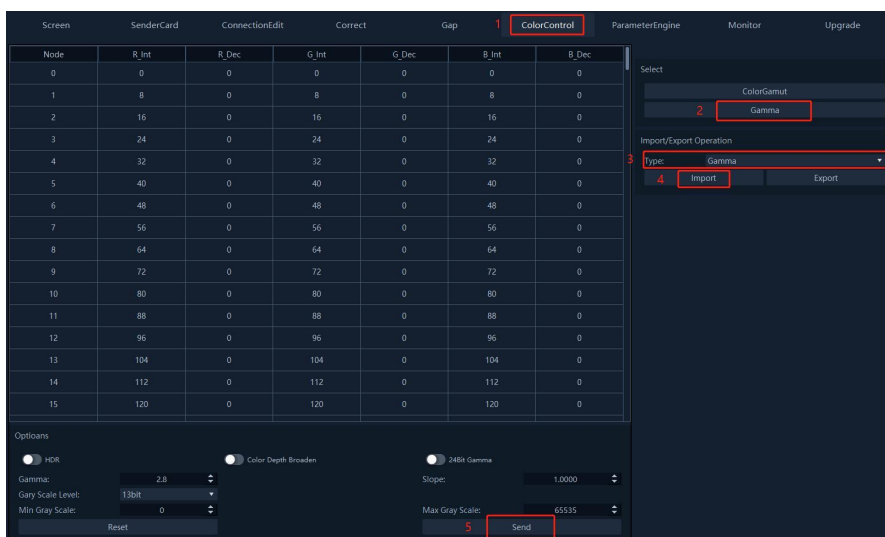 Screen SenderCard ConnectionEdit Correct Gap 1 ColorControl ParameterEngine Monitor Upgrade
Node R_Int R_Dec G_Int G_Dec B_Int B_Dec
0 0 0 0 0 0 0
1 8 0 8 0 8 0
2 16 0 16 0 16 0
3 24 0 24 0 24 0
4 32 0 32 0 32 0
5 40 0 40 0 40 0
6 48 0 48 0 48 0
7 56 0 56 0 56 0
8 64 0 64 0 64 0
9 72 0 72 0 72 0
10 80 0 80 0 80 0
11 88 0 88 0 88 0
12 96 0 96 0 96 0
13 104 0 104 0 104 0
14 112 0 112 0 112 0
15 120 0 120 0 120 0
Select
ColorGamut
2 Gamma
Import/Export Operation
3 Type: Gamma
4 Import Export
Optioans
HDR Color Depth Broaden 24Bit Gamma
Gamma: 2.8 Slope: 1.0000
Gary Scale Level: 13bit
Min Gray Scale: 0 Max Gray Scale: 65535
Reset 5 Send